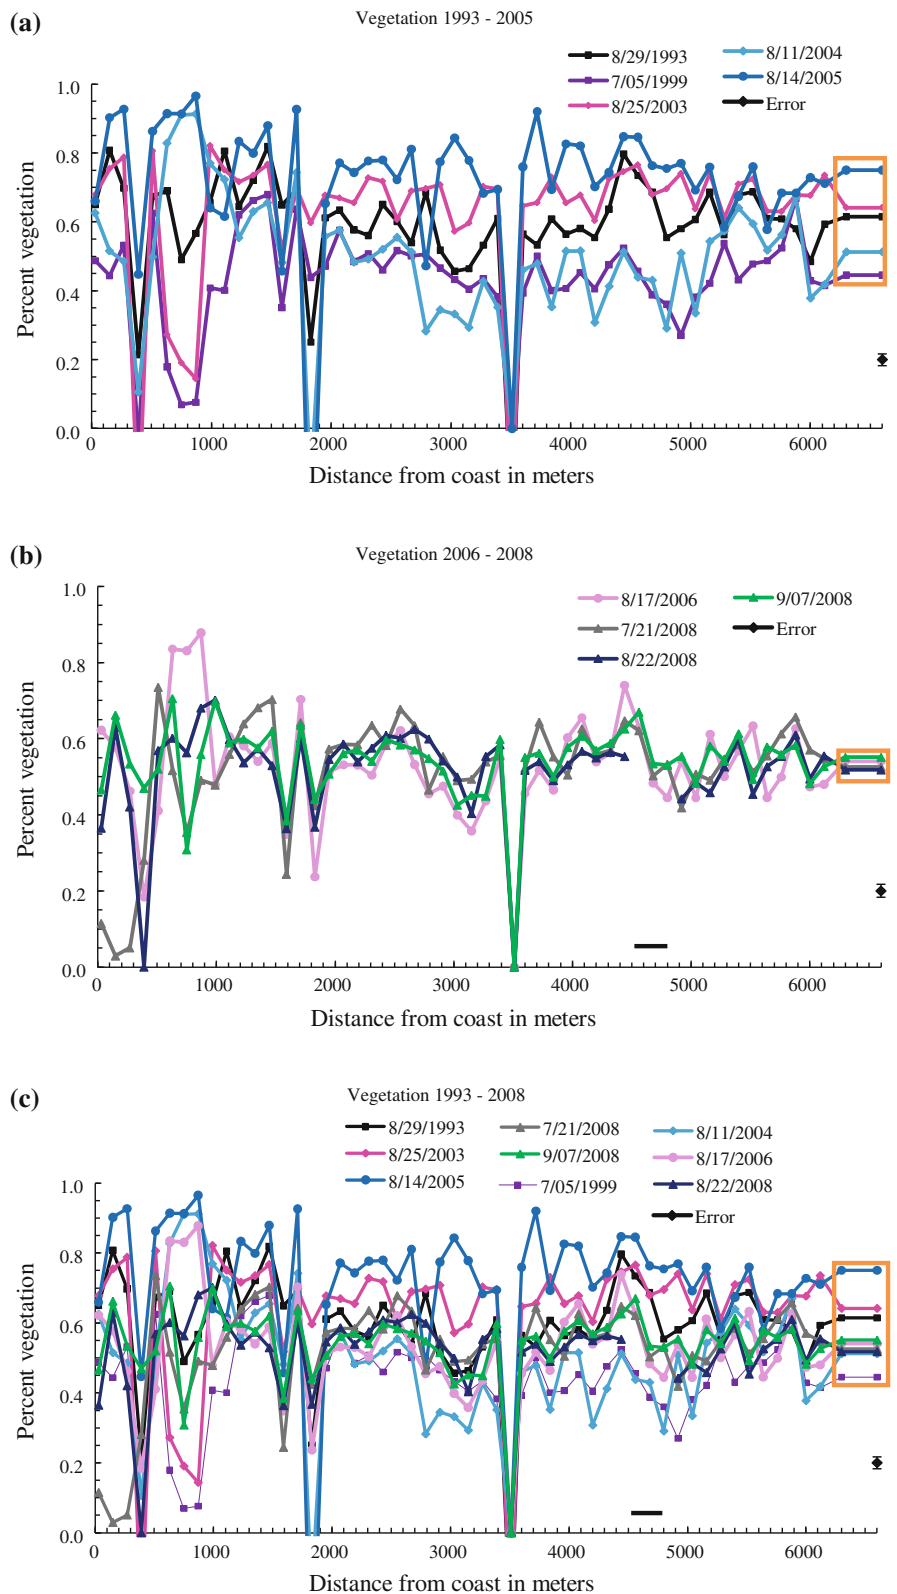 (a)
Vegetation 1993 - 2005
8/29/1993
7/05/1999
8/25/2003
8/11/2004
8/14/2005
Error
1.0
0.8
0.6
0.4
0.2
0.0
Percent vegetation
0 1000 2000 3000 4000 5000 6000
Distance from coast in meters
(b)
Vegetation 2006 - 2008
8/17/2006
7/21/2008
8/22/2008
9/07/2008
Error
1.0
0.8
0.6
0.4
0.2
0.0
Percent vegetation
0 1000 2000 3000 4000 5000 6000
Distance from coast in meters
(c)
Vegetation 1993 - 2008
8/29/1993
8/25/2003
8/14/2005
7/21/2008
9/07/2008
7/05/1999
8/11/2004
8/17/2006
8/22/2008
Error
1.0
0.8
0.6
0.4
0.2
0.0
Percent vegetation
0 1000 2000 3000 4000 5000 6000
Distance from coast in meters